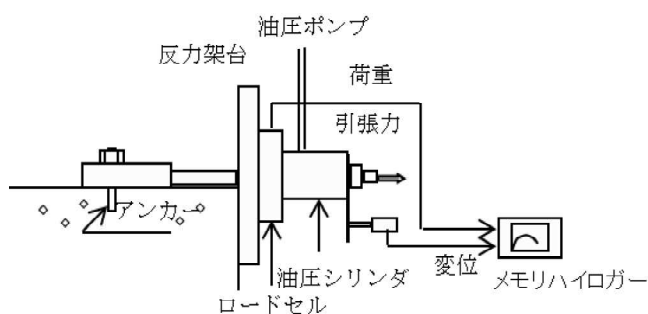 油圧ポンプ
反力架台
荷重
引張力
アンカー
変位
メモリハイロガー
油圧シリンダ
ロードセル